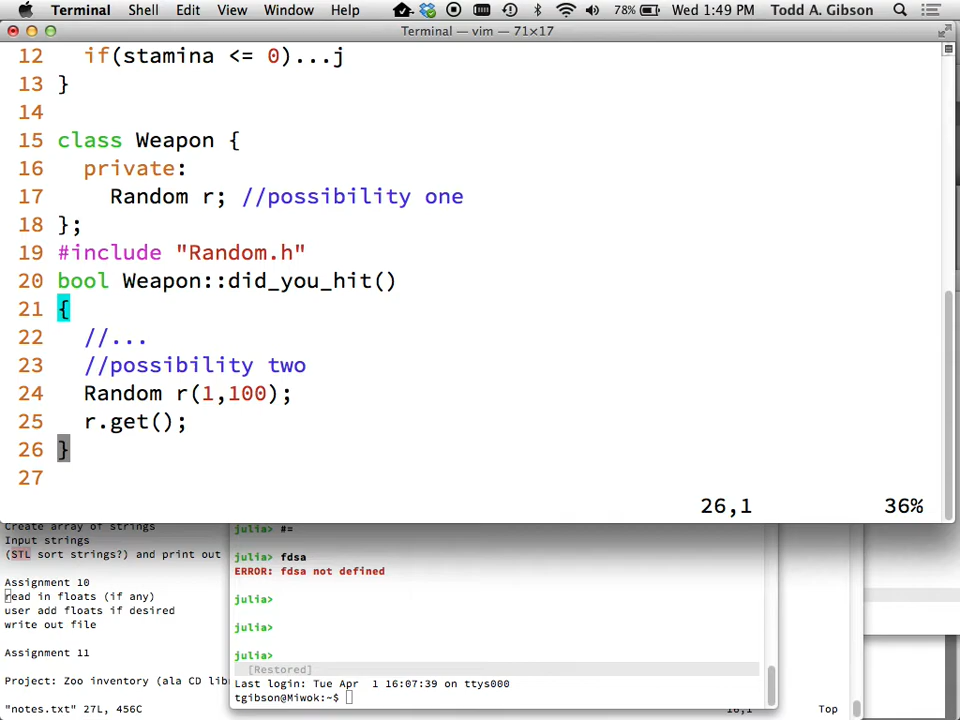 Terminal Shell Edit View Window Help 78% Wed 1:49 PM Todd A. Gibson
Terminal — vim — 71×17
12 if(stamina <= 0)...j
13 }
14
15 class Weapon {
16 private:
17 Random r; //possibility one
18 };
19 #include "Random.h"
20 bool Weapon::did_you_hit()
21 {
22 //...
23 //possibility two
24 Random r(1,100);
25 r.get();
26 }
27
26,1 36%
Create array of strings
Input strings
(STL sort strings?) and print out
Assignment 10
read in floats (if any)
user add floats if desired
write out file
Assignment 11
Project: Zoo inventory (ala CD lib
"notes.txt" 27L, 456C
julia> #=
julia> fdsa
ERROR: fdsa not defined
julia>
julia>
julia>
[Restored]
Last login: Tue Apr 1 16:07:39 on ttys000
tgibson@Miwok:~$
Top